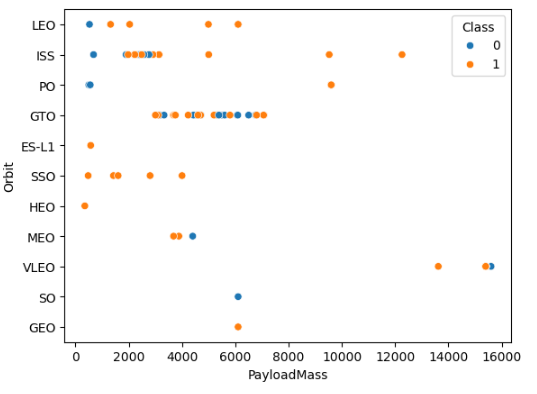 LEO
ISS
PO
GTO
ES-L1
SSO
HEO
MEO
VLEO
SO
GEO
Orbit
Class
0
1
0 2000 4000 6000 8000 10000 12000 14000 16000
PayloadMass